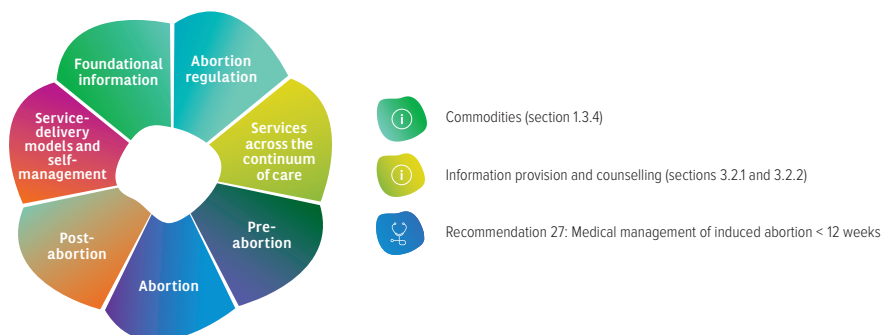 Foundational
information
Abortion
regulation
Service-
delivery
models and
self-
management
Services
across the
continuum
of care
Post-
abortion
Pre-
abortion
Abortion
Commodities (section 1.3.4)
Information provision and counselling (sections 3.2.1 and 3.2.2)
Recommendation 27: Medical management of induced abortion < 12 weeks